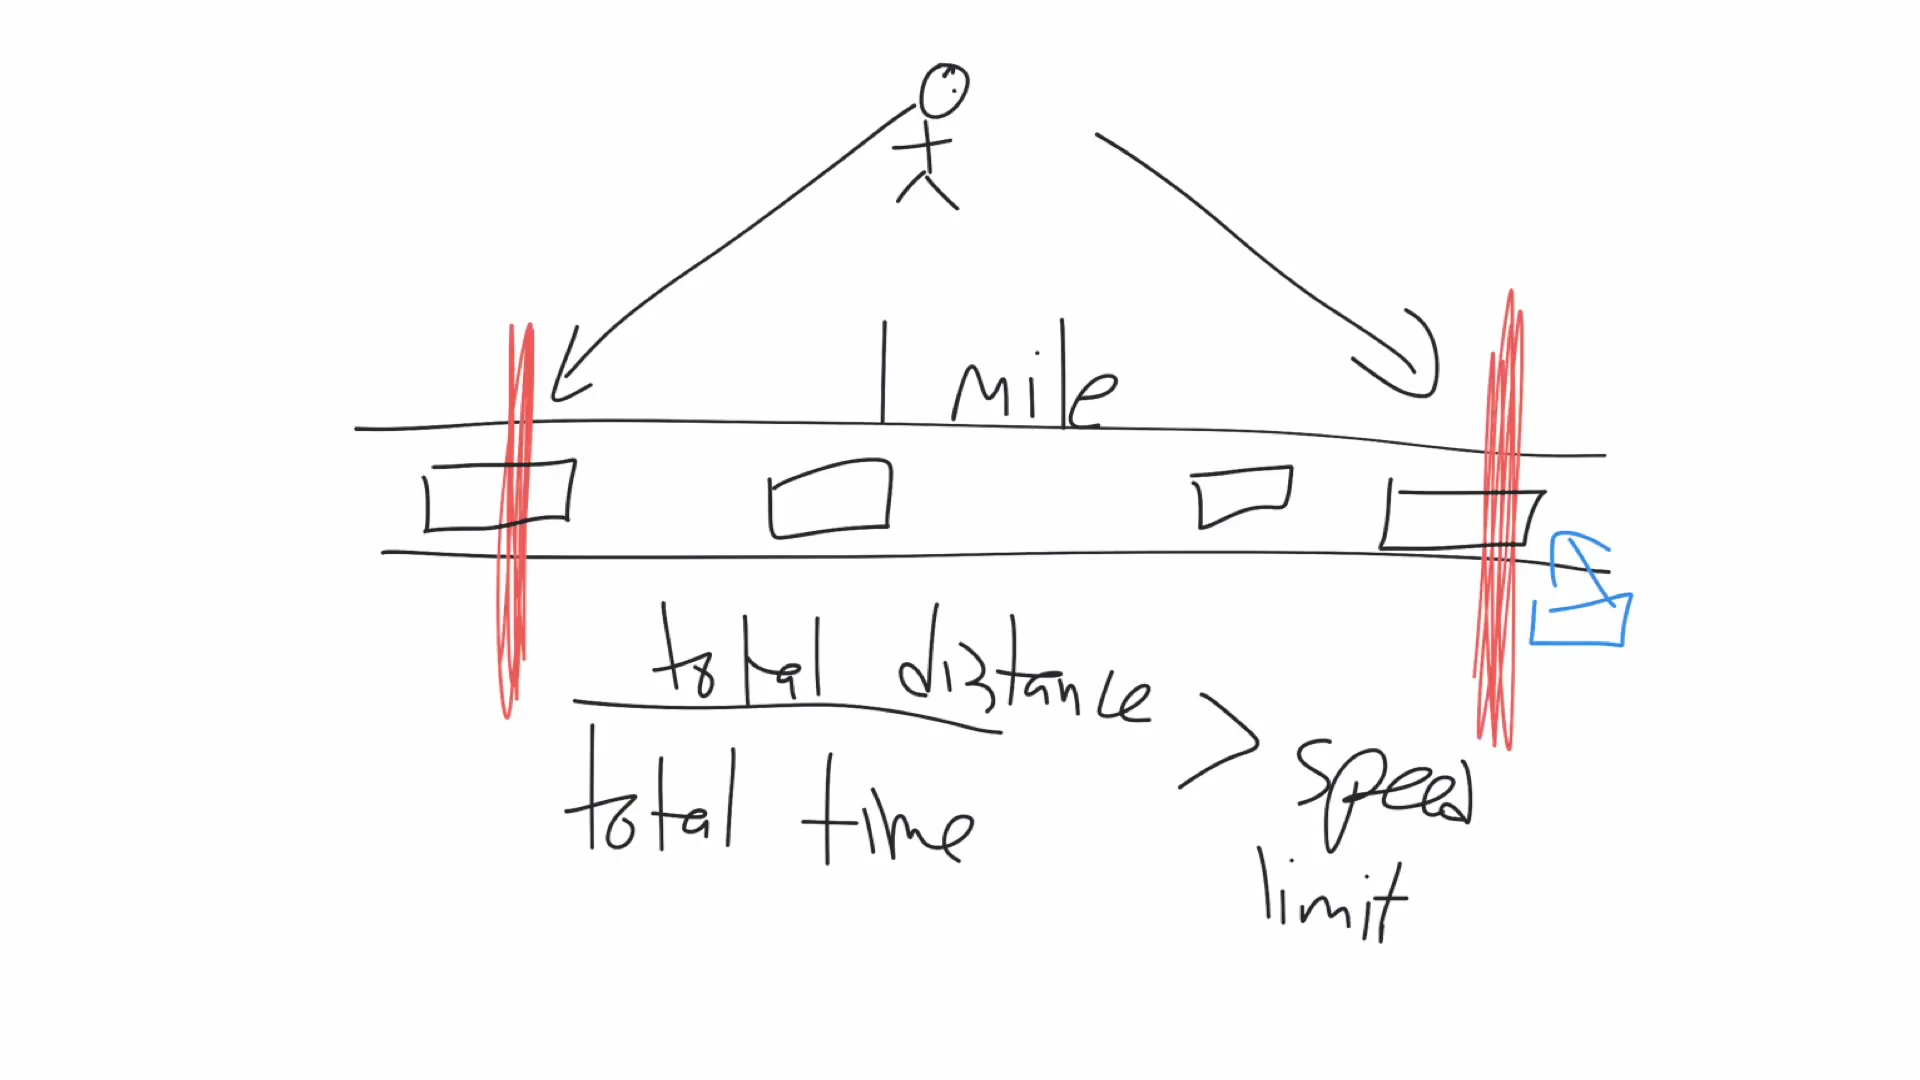 1 mile
total distance
total time
>
speed
limit